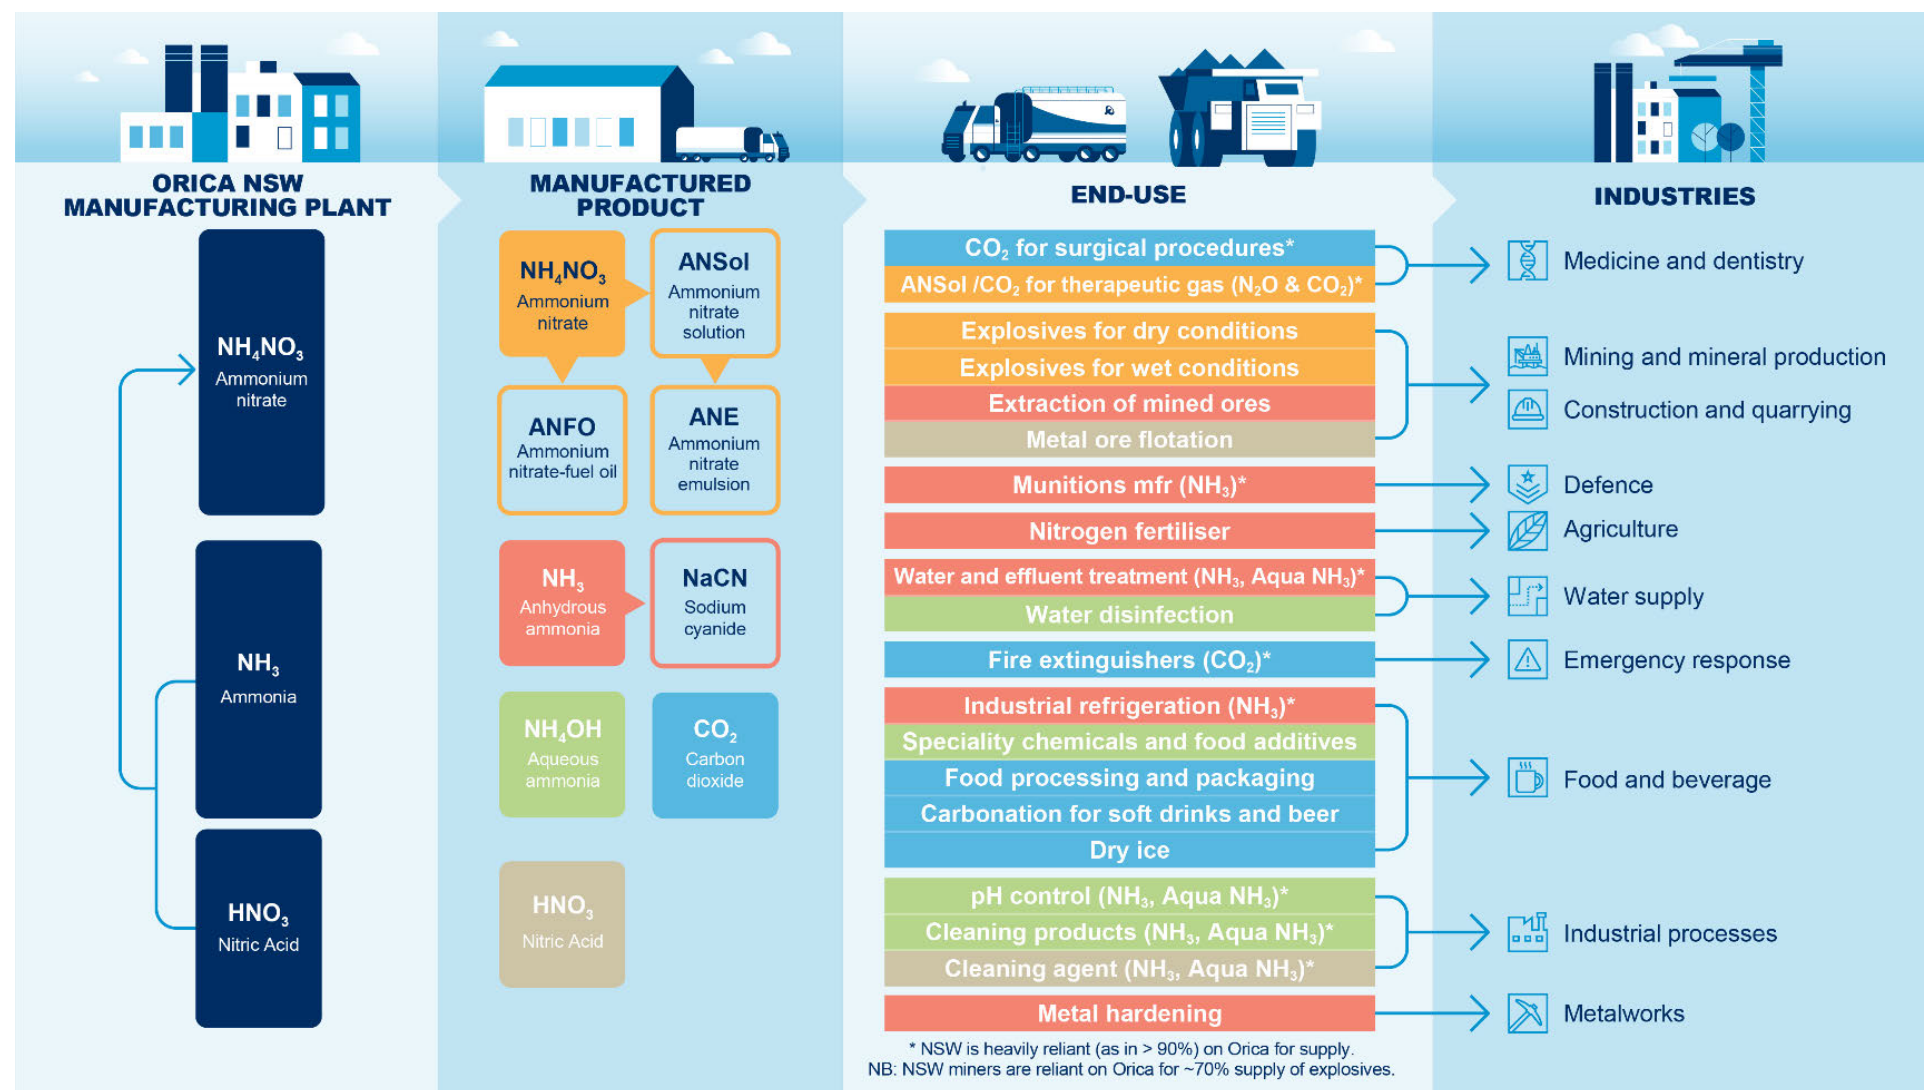 ORICA NSW
MANUFACTURING PLANT
NH₄NO₃
Ammonium
nitrate
NH₃
Ammonia
HNO₃
Nitric Acid
MANUFACTURED
PRODUCT
NH₄NO₃
Ammonium
nitrate
ANSol
Ammonium
nitrate
solution
ANFO
Ammonium
nitrate-fuel oil
ANE
Ammonium
nitrate
emulsion
NH₃
Anhydrous
ammonia
NaCN
Sodium
cyanide
NH₄OH
Aqueous
ammonia
CO₂
Carbon
dioxide
HNO₃
Nitric Acid
END-USE
CO₂ for surgical procedures*
ANSol /CO₂ for therapeutic gas (N₂O & CO₂)*
Explosives for dry conditions
Explosives for wet conditions
Extraction of mined ores
Metal ore flotation
Munitions mfr (NH₃)*
Nitrogen fertiliser
Water and effluent treatment (NH₃, Aqua NH₃)*
Water disinfection
Fire extinguishers (CO₂)*
Industrial refrigeration (NH₃)*
Speciality chemicals and food additives
Food processing and packaging
Carbonation for soft drinks and beer
Dry ice
pH control (NH₃, Aqua NH₃)*
Cleaning products (NH₃, Aqua NH₃)*
Cleaning agent (NH₃, Aqua NH₃)*
Metal hardening
* NSW is heavily reliant (as in > 90%) on Orica for supply.
NB: NSW miners are reliant on Orica for ~70% supply of explosives.
INDUSTRIES
Medicine and dentistry
Mining and mineral production
Construction and quarrying
Defence
Agriculture
Water supply
Emergency response
Food and beverage
Industrial processes
Metalworks